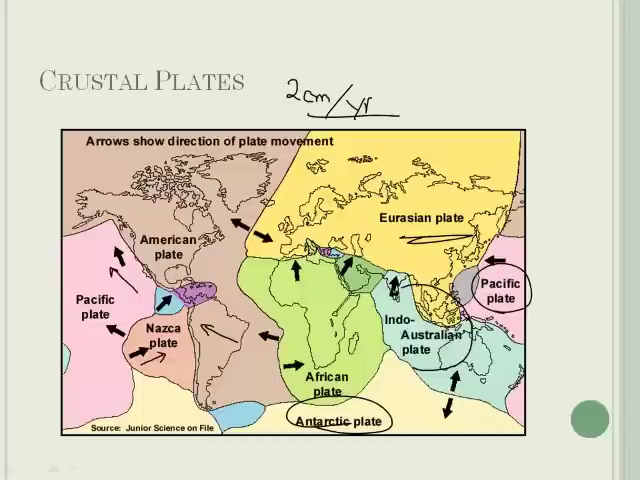 CRUSTAL PLATES
2cm/yr
Arrows show direction of plate movement
Eurasian plate
American
plate
Pacific
plate
Pacific
plate
Nazca
plate
Indo-
Australian
plate
African
plate
Antarctic plate
Source: Junior Science on File